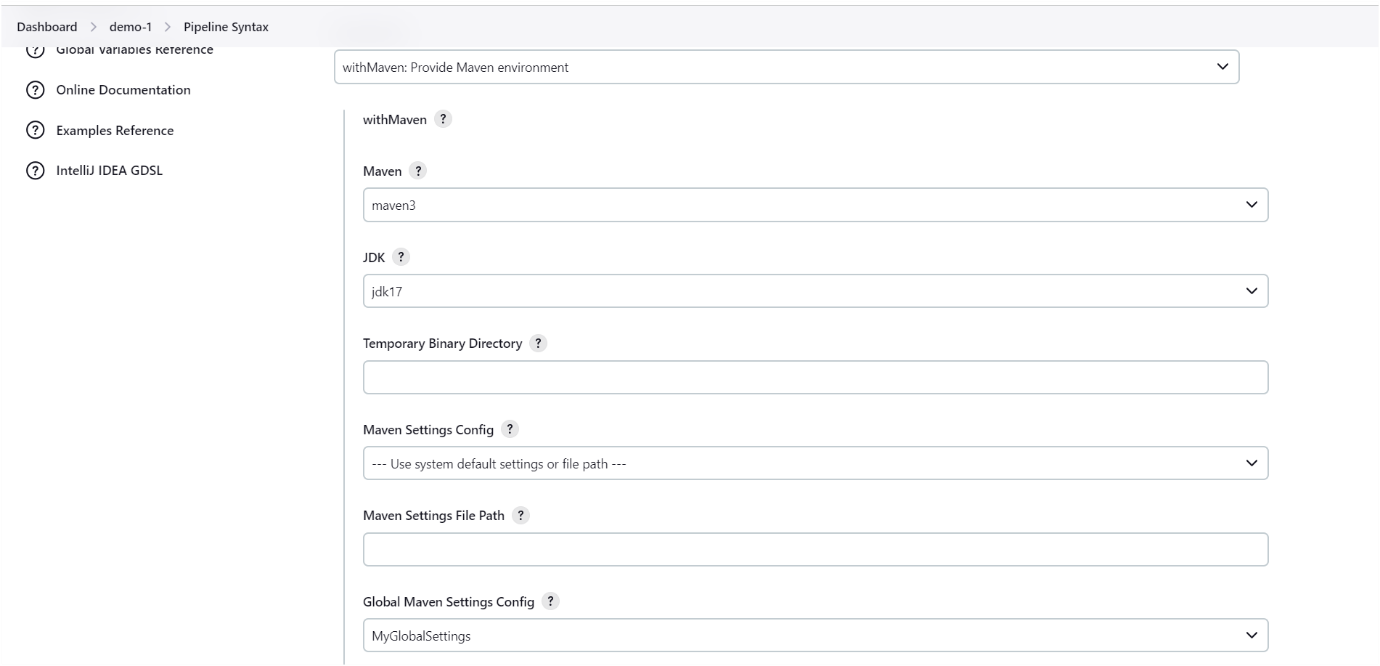 Dashboard > demo-1 > Pipeline Syntax
Global Variables Reference
Online Documentation
Examples Reference
IntelliJ IDEA GDSL
withMaven: Provide Maven environment
withMaven ?
Maven ?
maven3
JDK ?
jdk17
Temporary Binary Directory ?
Maven Settings Config ?
--- Use system default settings or file path ---
Maven Settings File Path ?
Global Maven Settings Config ?
MyGlobalSettings